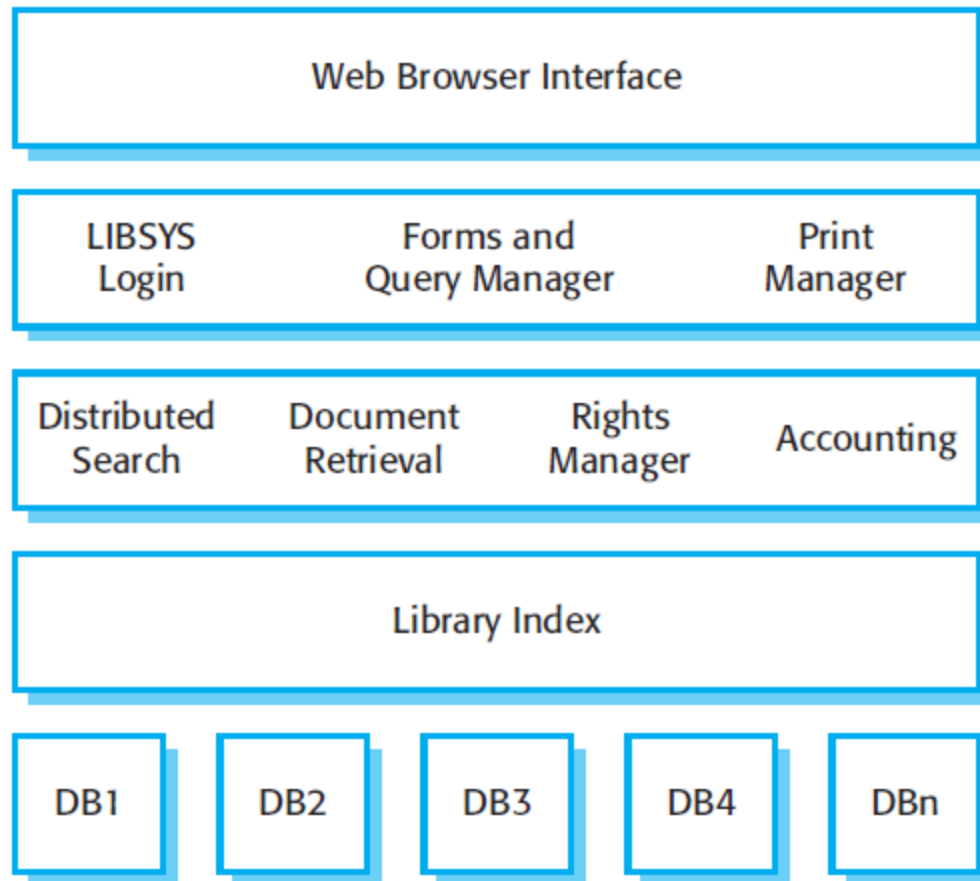 Web Browser Interface
LIBSYS
Login
Forms and
Query Manager
Print
Manager
Distributed
Search
Document
Retrieval
Rights
Manager
Accounting
Library Index
DB1
DB2
DB3
DB4
DBn